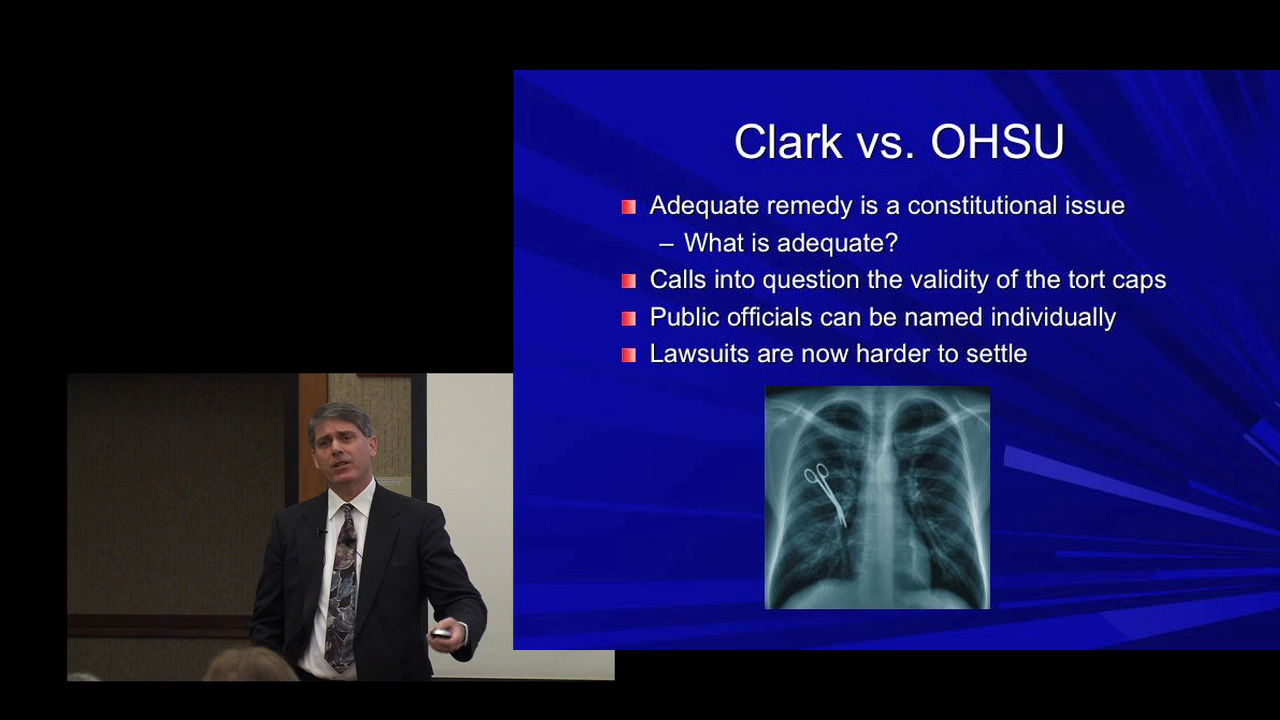 Clark vs. OHSU
Adequate remedy is a constitutional issue
– What is adequate?
Calls into question the validity of the tort caps
Public officials can be named individually
Lawsuits are now harder to settle